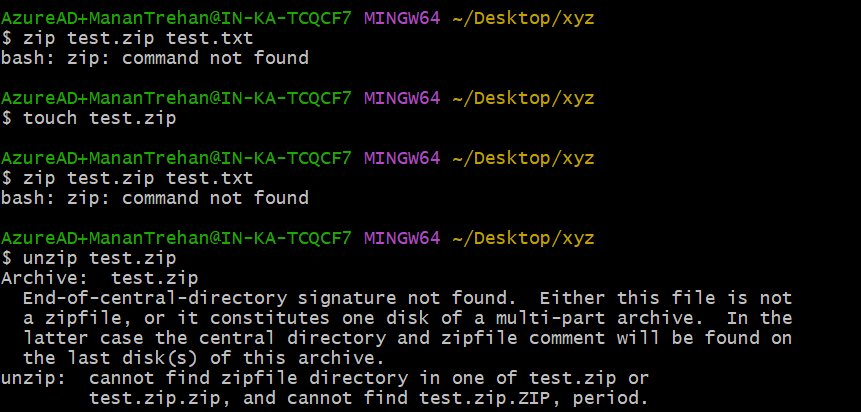 AzureAD+MananTrehan@IN-KA-TCQCF7 MINGW64 ~/Desktop/xyz
$ zip test.zip test.txt
bash: zip: command not found
AzureAD+MananTrehan@IN-KA-TCQCF7 MINGW64 ~/Desktop/xyz
$ touch test.zip
AzureAD+MananTrehan@IN-KA-TCQCF7 MINGW64 ~/Desktop/xyz
$ zip test.zip test.txt
bash: zip: command not found
AzureAD+MananTrehan@IN-KA-TCQCF7 MINGW64 ~/Desktop/xyz
$ unzip test.zip
Archive:  test.zip
  End-of-central-directory signature not found.  Either this file is not
  a zipfile, or it constitutes one disk of a multi-part archive.  In the
  latter case the central directory and zipfile comment will be found on
  the last disk(s) of this archive.
unzip:  cannot find zipfile directory in one of test.zip or
        test.zip.zip, and cannot find test.zip.ZIP, period.